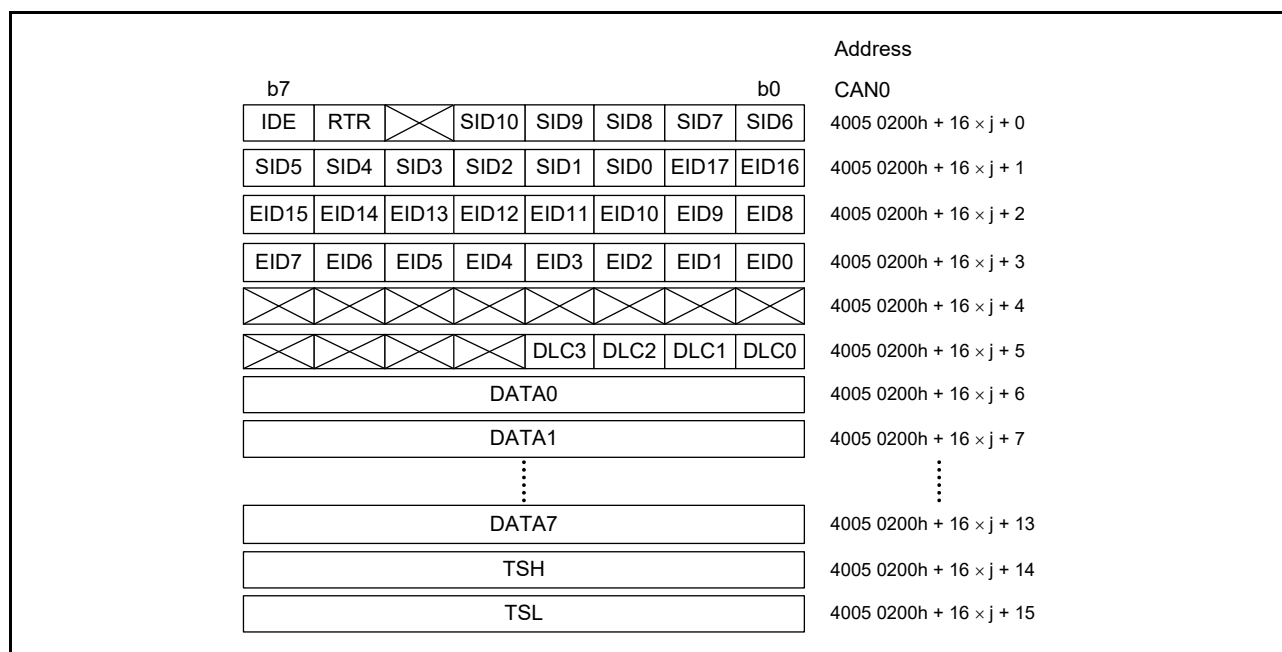 Address
b7 b0 CAN0
IDE RTR SID10 SID9 SID8 SID7 SID6 4005 0200h + 16 × j + 0
SID5 SID4 SID3 SID2 SID1 SID0 EID17 EID16 4005 0200h + 16 × j + 1
EID15 EID14 EID13 EID12 EID11 EID10 EID9 EID8 4005 0200h + 16 × j + 2
EID7 EID6 EID5 EID4 EID3 EID2 EID1 EID0 4005 0200h + 16 × j + 3
4005 0200h + 16 × j + 4
DLC3 DLC2 DLC1 DLC0 4005 0200h + 16 × j + 5
DATA0 4005 0200h + 16 × j + 6
DATA1 4005 0200h + 16 × j + 7
DATA7 4005 0200h + 16 × j + 13
TSH 4005 0200h + 16 × j + 14
TSL 4005 0200h + 16 × j + 15